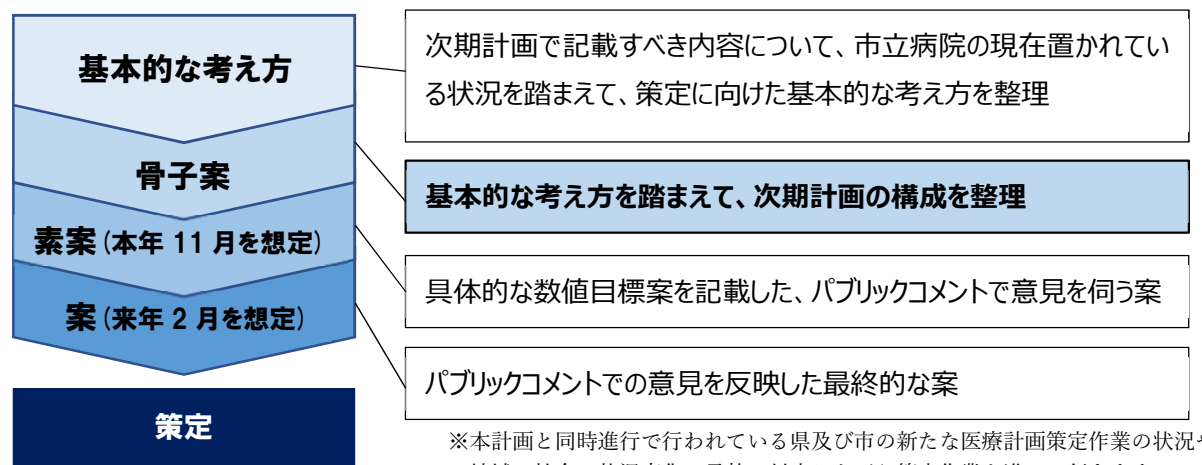 基本的な考え方
次期計画で記載すべき内容について、市立病院の現在置かれてい
る状況を踏まえて、策定に向けた基本的な考え方を整理
骨子案
基本的な考え方を踏まえて、次期計画の構成を整理
素案(本年 11 月を想定)
具体的な数値目標案を記載した、パブリックコメントで意見を伺う案
案(来年 2 月を想定)
パブリックコメントでの意見を反映した最終的な案
策定
※本計画と同時進行で行われている県及び市の新たな医療計画策定作業の状況